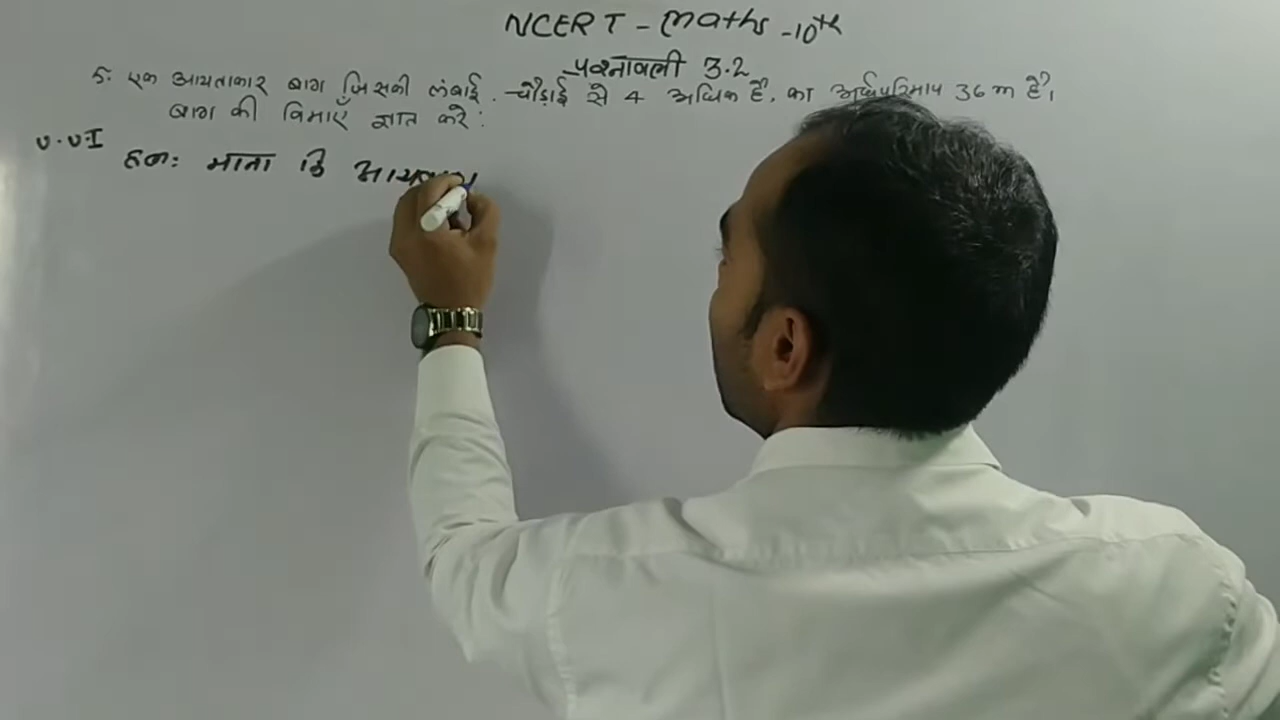 NCERT - Maths - 10th
प्रश्नावली 3.2
5. एक आयताकार बाग जिसकी लंबाई, चौड़ाई से 4 अधिक है, का अर्धपरिमाप 36 m है।
बाग की विमाएँ ज्ञात करे :
V.V.I
हल: माना कि